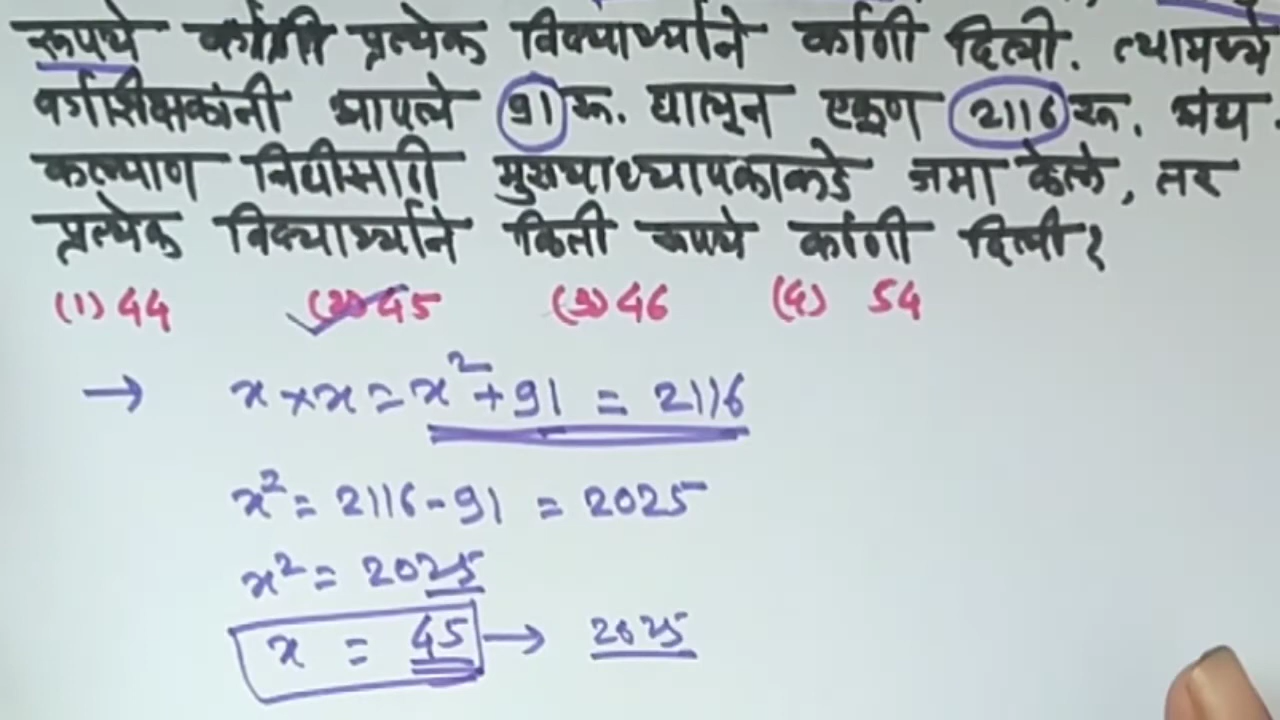 रुपये वर्गणी प्रत्येक विद्यार्थ्याने वर्गणी दिली. त्यामध्ये
वर्गशिक्षकांनी आपले 91 रु. घालून एकूण 2116 रु. अंध
कल्याण निधीसाठी मुख्याध्यापकाकडे जमा केले, तर
प्रत्येक विद्यार्थ्याने किती रुपये वर्गणी दिली?
(1) 44 (2) 45 (3) 46 (4) 54
→ x × x = x² + 91 = 2116
x² = 2116 - 91 = 2025
x² = 2025
x = 45 → 2025